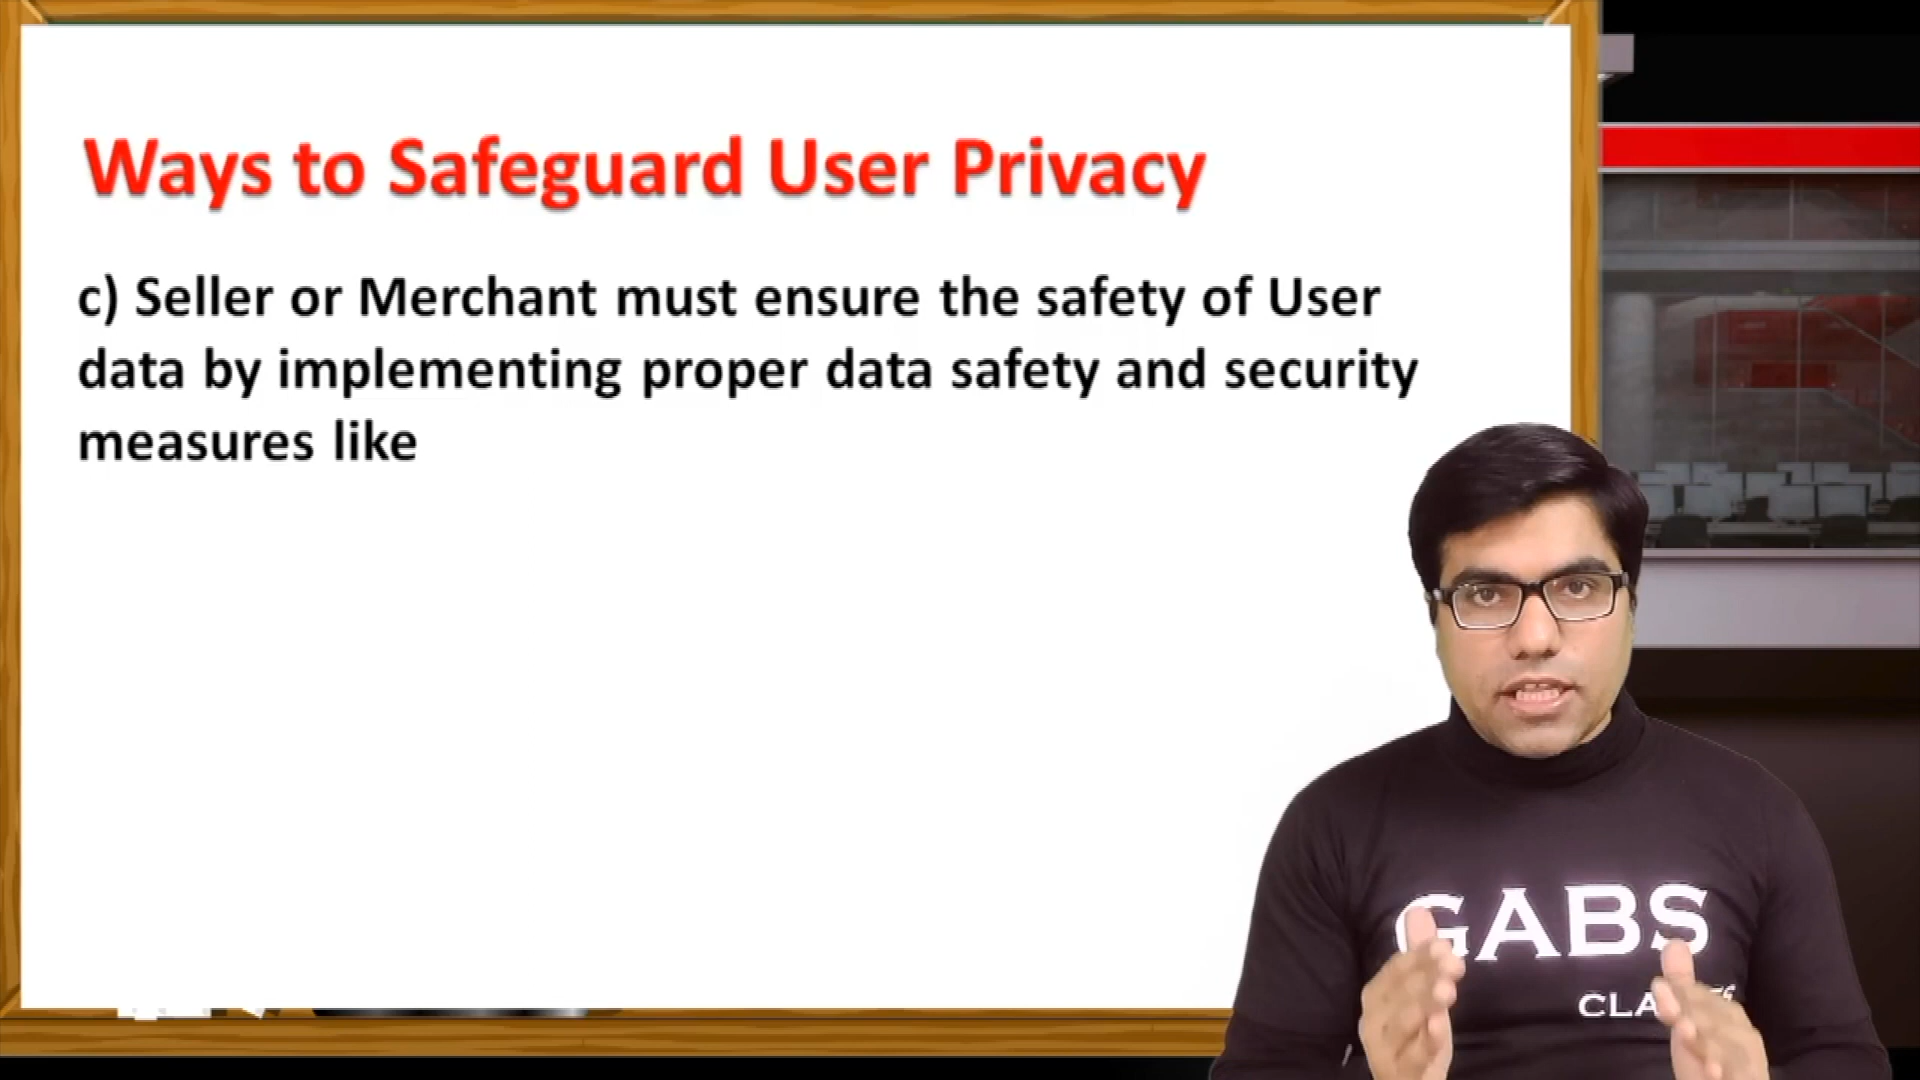 Ways to Safeguard User Privacy
c) Seller or Merchant must ensure the safety of User
data by implementing proper data safety and security
measures like
GABS